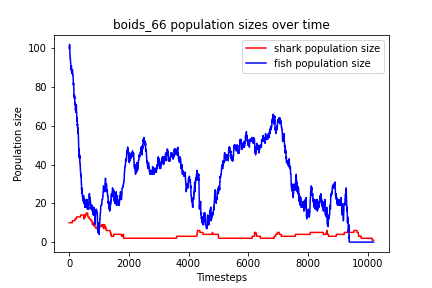 boids_66 population sizes over time
shark population size
fish population size
Population size
100
80
60
40
20
0
0
2000
4000
6000
8000
10000
Timesteps